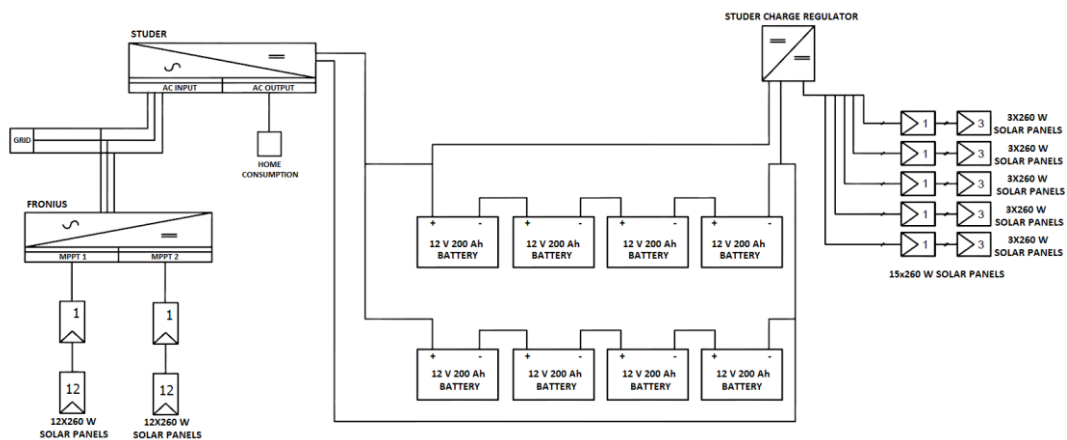 STUDER CHARGE REGULATOR
STUDER
AC INPUT
AC OUTPUT
GRID
HOME
CONSUMPTION
FRONIUS
MPPT 1
MPPT 2
1
1
12
12
12X260 W
SOLAR PANELS
12X260 W
SOLAR PANELS
+ -
+ -
+ -
+ -
12 V 200 Ah
BATTERY
12 V 200 Ah
BATTERY
12 V 200 Ah
BATTERY
12 V 200 Ah
BATTERY
+ -
+ -
+ -
+ -
12 V 200 Ah
BATTERY
12 V 200 Ah
BATTERY
12 V 200 Ah
BATTERY
12 V 200 Ah
BATTERY
1
3
3X260 W
SOLAR PANELS
1
3
3X260 W
SOLAR PANELS
1
3
3X260 W
SOLAR PANELS
1
3
3X260 W
SOLAR PANELS
1
3
3X260 W
SOLAR PANELS
15x260 W SOLAR PANELS